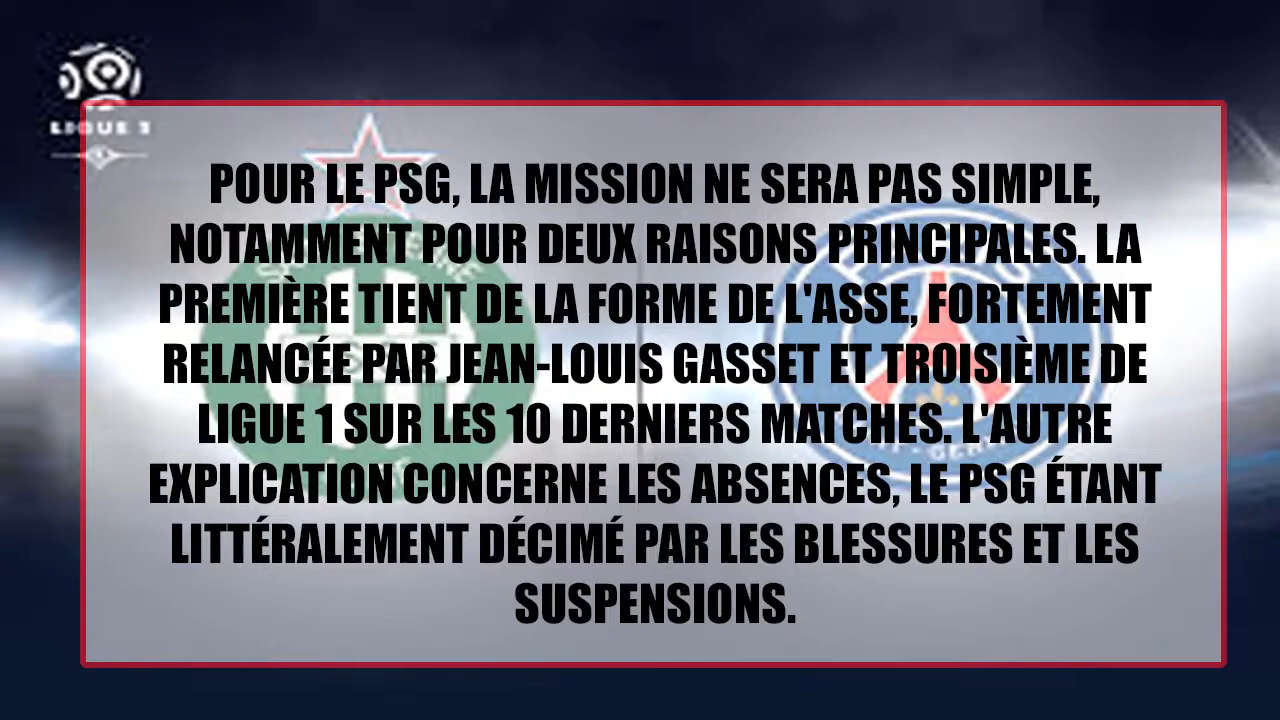 LIGUE 1
POUR LE PSG, LA MISSION NE SERA PAS SIMPLE,
NOTAMMENT POUR DEUX RAISONS PRINCIPALES. LA
PREMIÈRE TIENT DE LA FORME DE L'ASSE, FORTEMENT
RELANCÉE PAR JEAN-LOUIS GASSET ET TROISIÈME DE
LIGUE 1 SUR LES 10 DERNIERS MATCHES. L'AUTRE
EXPLICATION CONCERNE LES ABSENCES, LE PSG ÉTANT
LITTÉRALEMENT DÉCIMÉ PAR LES BLESSURES ET LES
SUSPENSIONS.